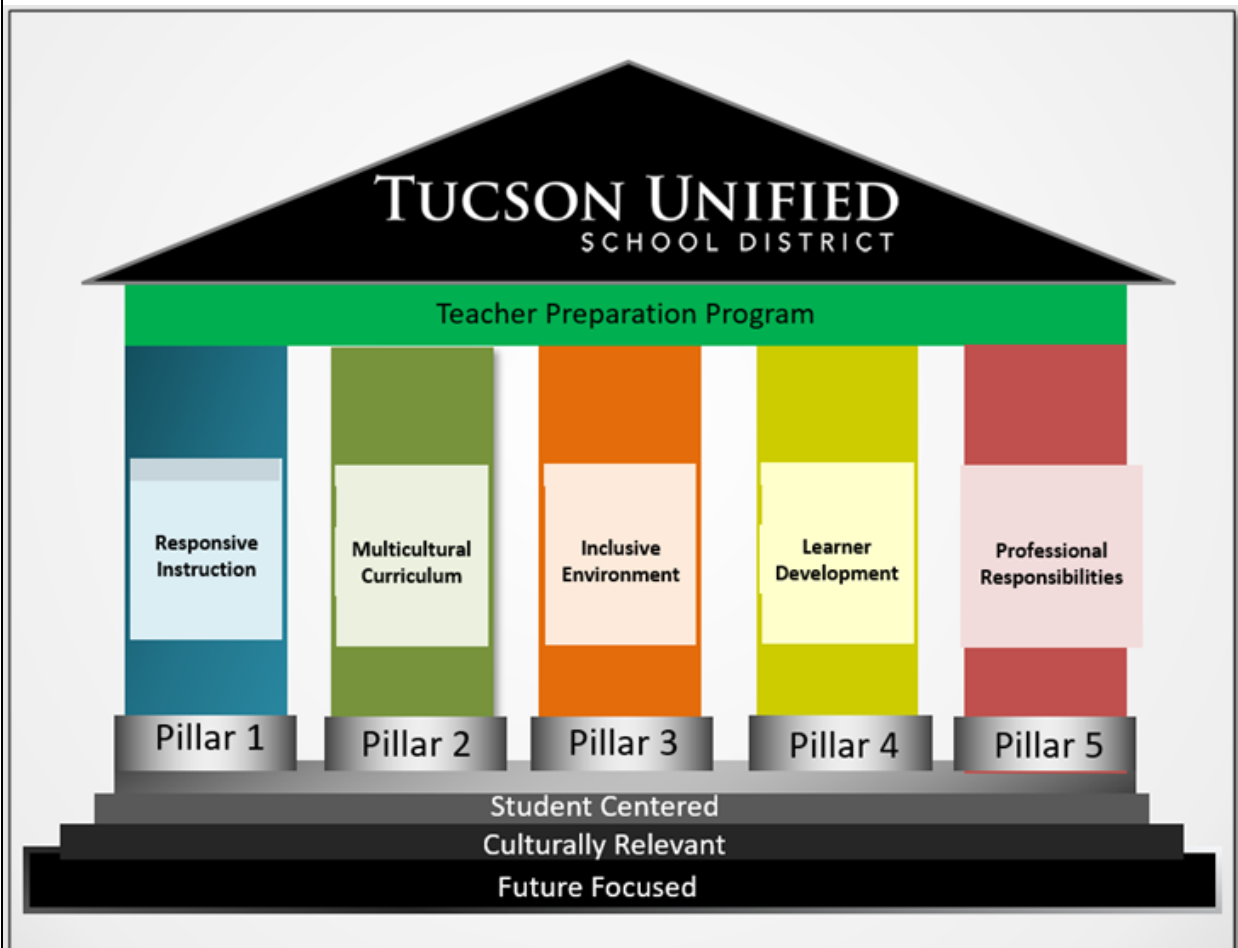 TUCSON UNIFIED
SCHOOL DISTRICT
Teacher Preparation Program
Responsive
Instruction
Multicultural
Curriculum
Inclusive
Environment
Learner
Development
Professional
Responsibilities
Pillar 1
Pillar 2
Pillar 3
Pillar 4
Pillar 5
Student Centered
Culturally Relevant
Future Focused